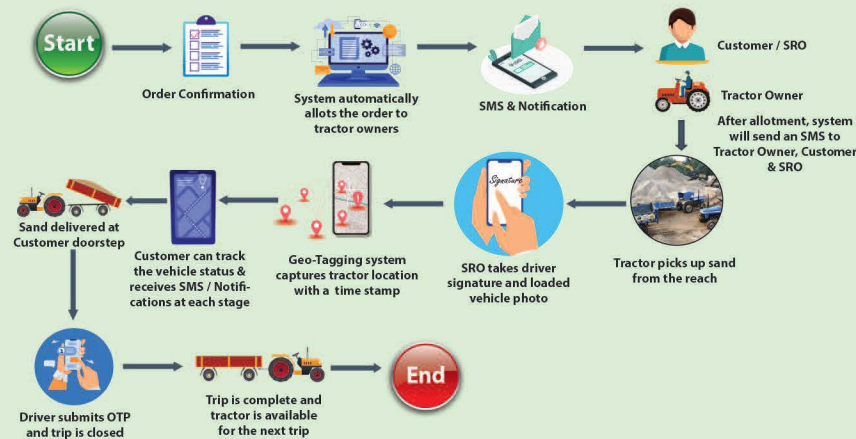 Start
Order Confirmation
System automatically
allots the order to
tractor owners
SMS & Notification
Customer / SRO
Tractor Owner
After allotment, system
will send an SMS to
Tractor Owner, Customer
& SRO
Tractor picks up sand
from the reach
Signature
SRO takes driver
signature and loaded
vehicle photo
Geo-Tagging system
captures tractor location
with a time stamp
Customer can track
the vehicle status &
receives SMS / Notifi-
cations at each stage
Sand delivered at
Customer doorstep
Driver submits OTP
and trip is closed
Trip is complete and
tractor is available
for the next trip
End